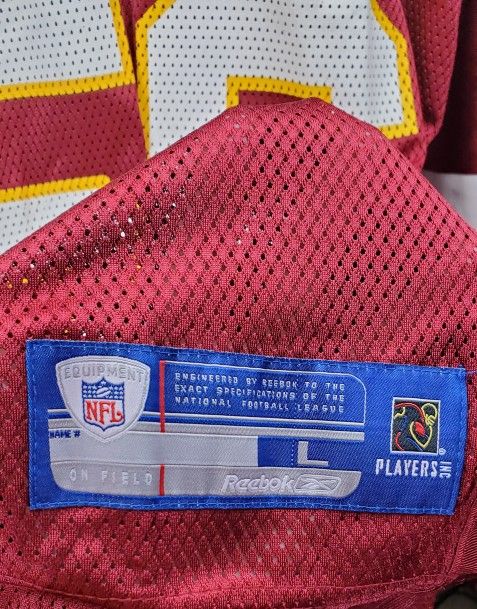 EQUIPMENT
NFL
NAME #
ON FIELD
ENGINEERED BY REEBOK TO THE
EXACT SPECIFICATIONS OF THE
NATIONAL FOOTBALL LEAGUE
L
Reebok
PLAYERS INC